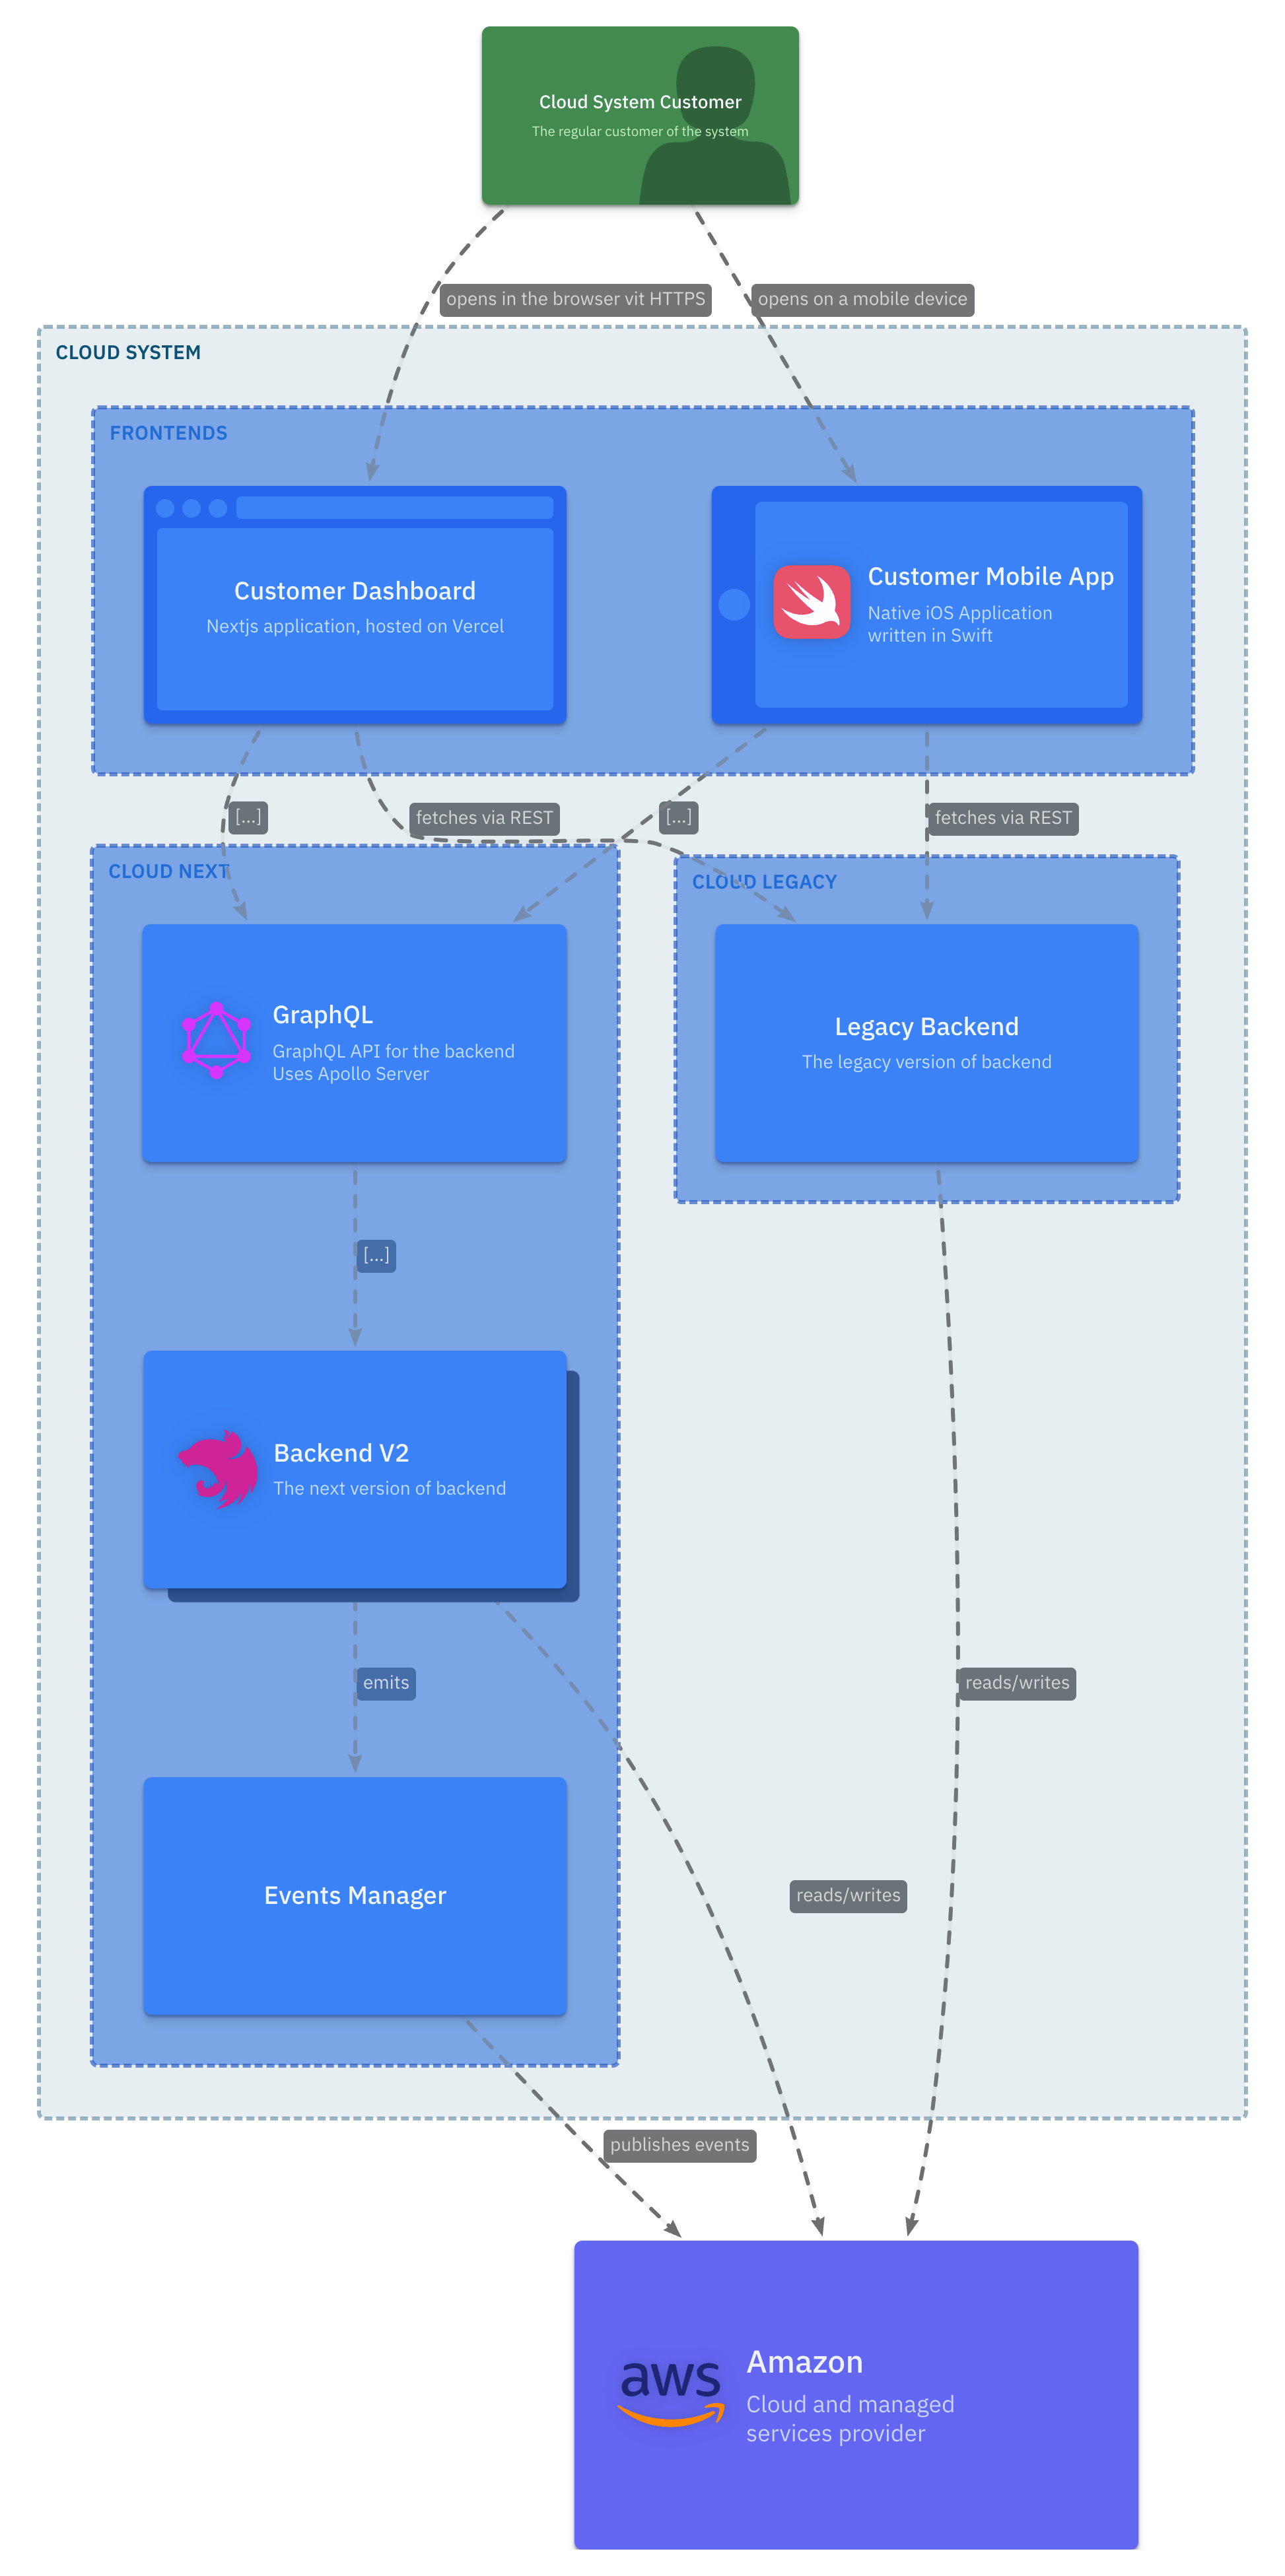 Cloud System Customer
The regular customer of the system
opens in the browser vit HTTPS
opens on a mobile device
CLOUD SYSTEM
FRONTENDS
Customer Dashboard
Nextjs application, hosted on Vercel
Customer Mobile App
Native iOS Application
written in Swift
[...]
fetches via REST
[...]
fetches via REST
CLOUD NEXT
CLOUD LEGACY
GraphQL
GraphQL API for the backend
Uses Apollo Server
Legacy Backend
The legacy version of backend
[...]
Backend V2
The next version of backend
emits
reads/writes
Events Manager
reads/writes
publishes events
aws
Amazon
Cloud and managed
services provider